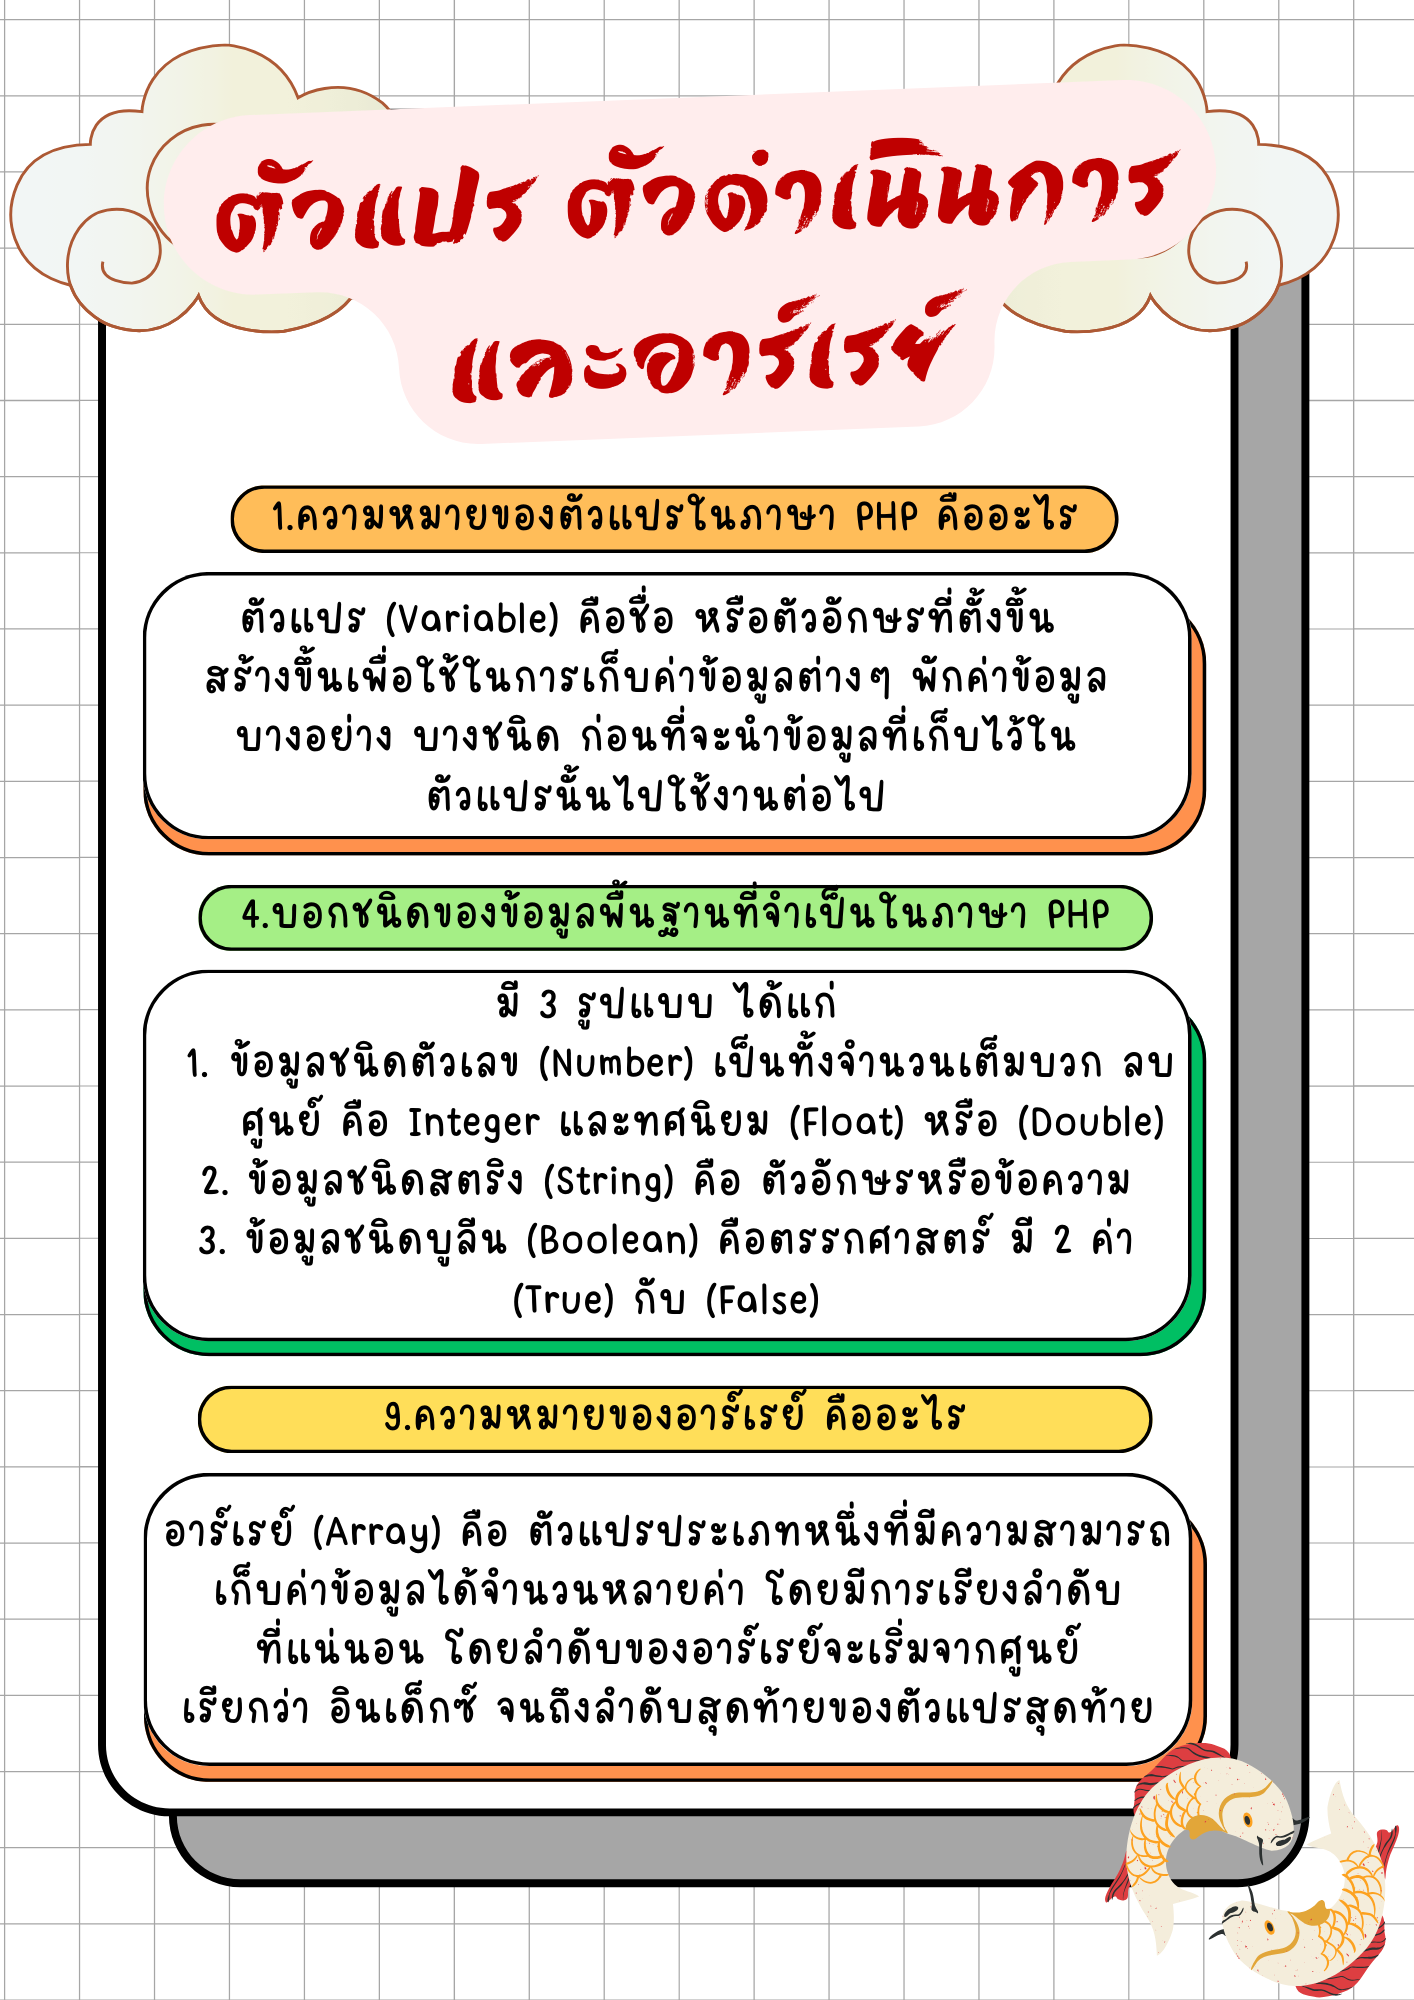 ตัวแปร ตัวดำเนินการ
และอาร์เรย์
1.ความหมายของตัวแปรในภาษา PHP คืออะไร
ตัวแปร (Variable) คือชื่อ หรือตัวอักษรที่ตั้งขึ้น
สร้างขึ้นเพื่อใช้ในการเก็บค่าข้อมูลต่างๆ พักค่าข้อมูล
บางอย่าง บางชนิด ก่อนที่จะนำข้อมูลที่เก็บไว้ใน
ตัวแปรนั้นไปใช้งานต่อไป
4.บอกชนิดของข้อมูลพื้นฐานที่จำเป็นในภาษา PHP
มี 3 รูปแบบ ได้แก่
1. ข้อมูลชนิดตัวเลข (Number) เป็นทั้งจำนวนเต็มบวก ลบ
ศูนย์ คือ Integer และทศนิยม (Float) หรือ (Double)
2. ข้อมูลชนิดสตริง (String) คือ ตัวอักษรหรือข้อความ
3. ข้อมูลชนิดบูลีน (Boolean) คือตรรกศาสตร์ มี 2 ค่า
(True) กับ (False)
9.ความหมายของอาร์เรย์ คืออะไร
อาร์เรย์ (Array) คือ ตัวแปรประเภทหนึ่งที่มีความสามารถ
เก็บค่าข้อมูลได้จำนวนหลายค่า โดยมีการเรียงลำดับ
ที่แน่นอน โดยลำดับของอาร์เรย์จะเริ่มจากศูนย์
เรียกว่า อินเด็กซ์ จนถึงลำดับสุดท้ายของตัวแปรสุดท้าย